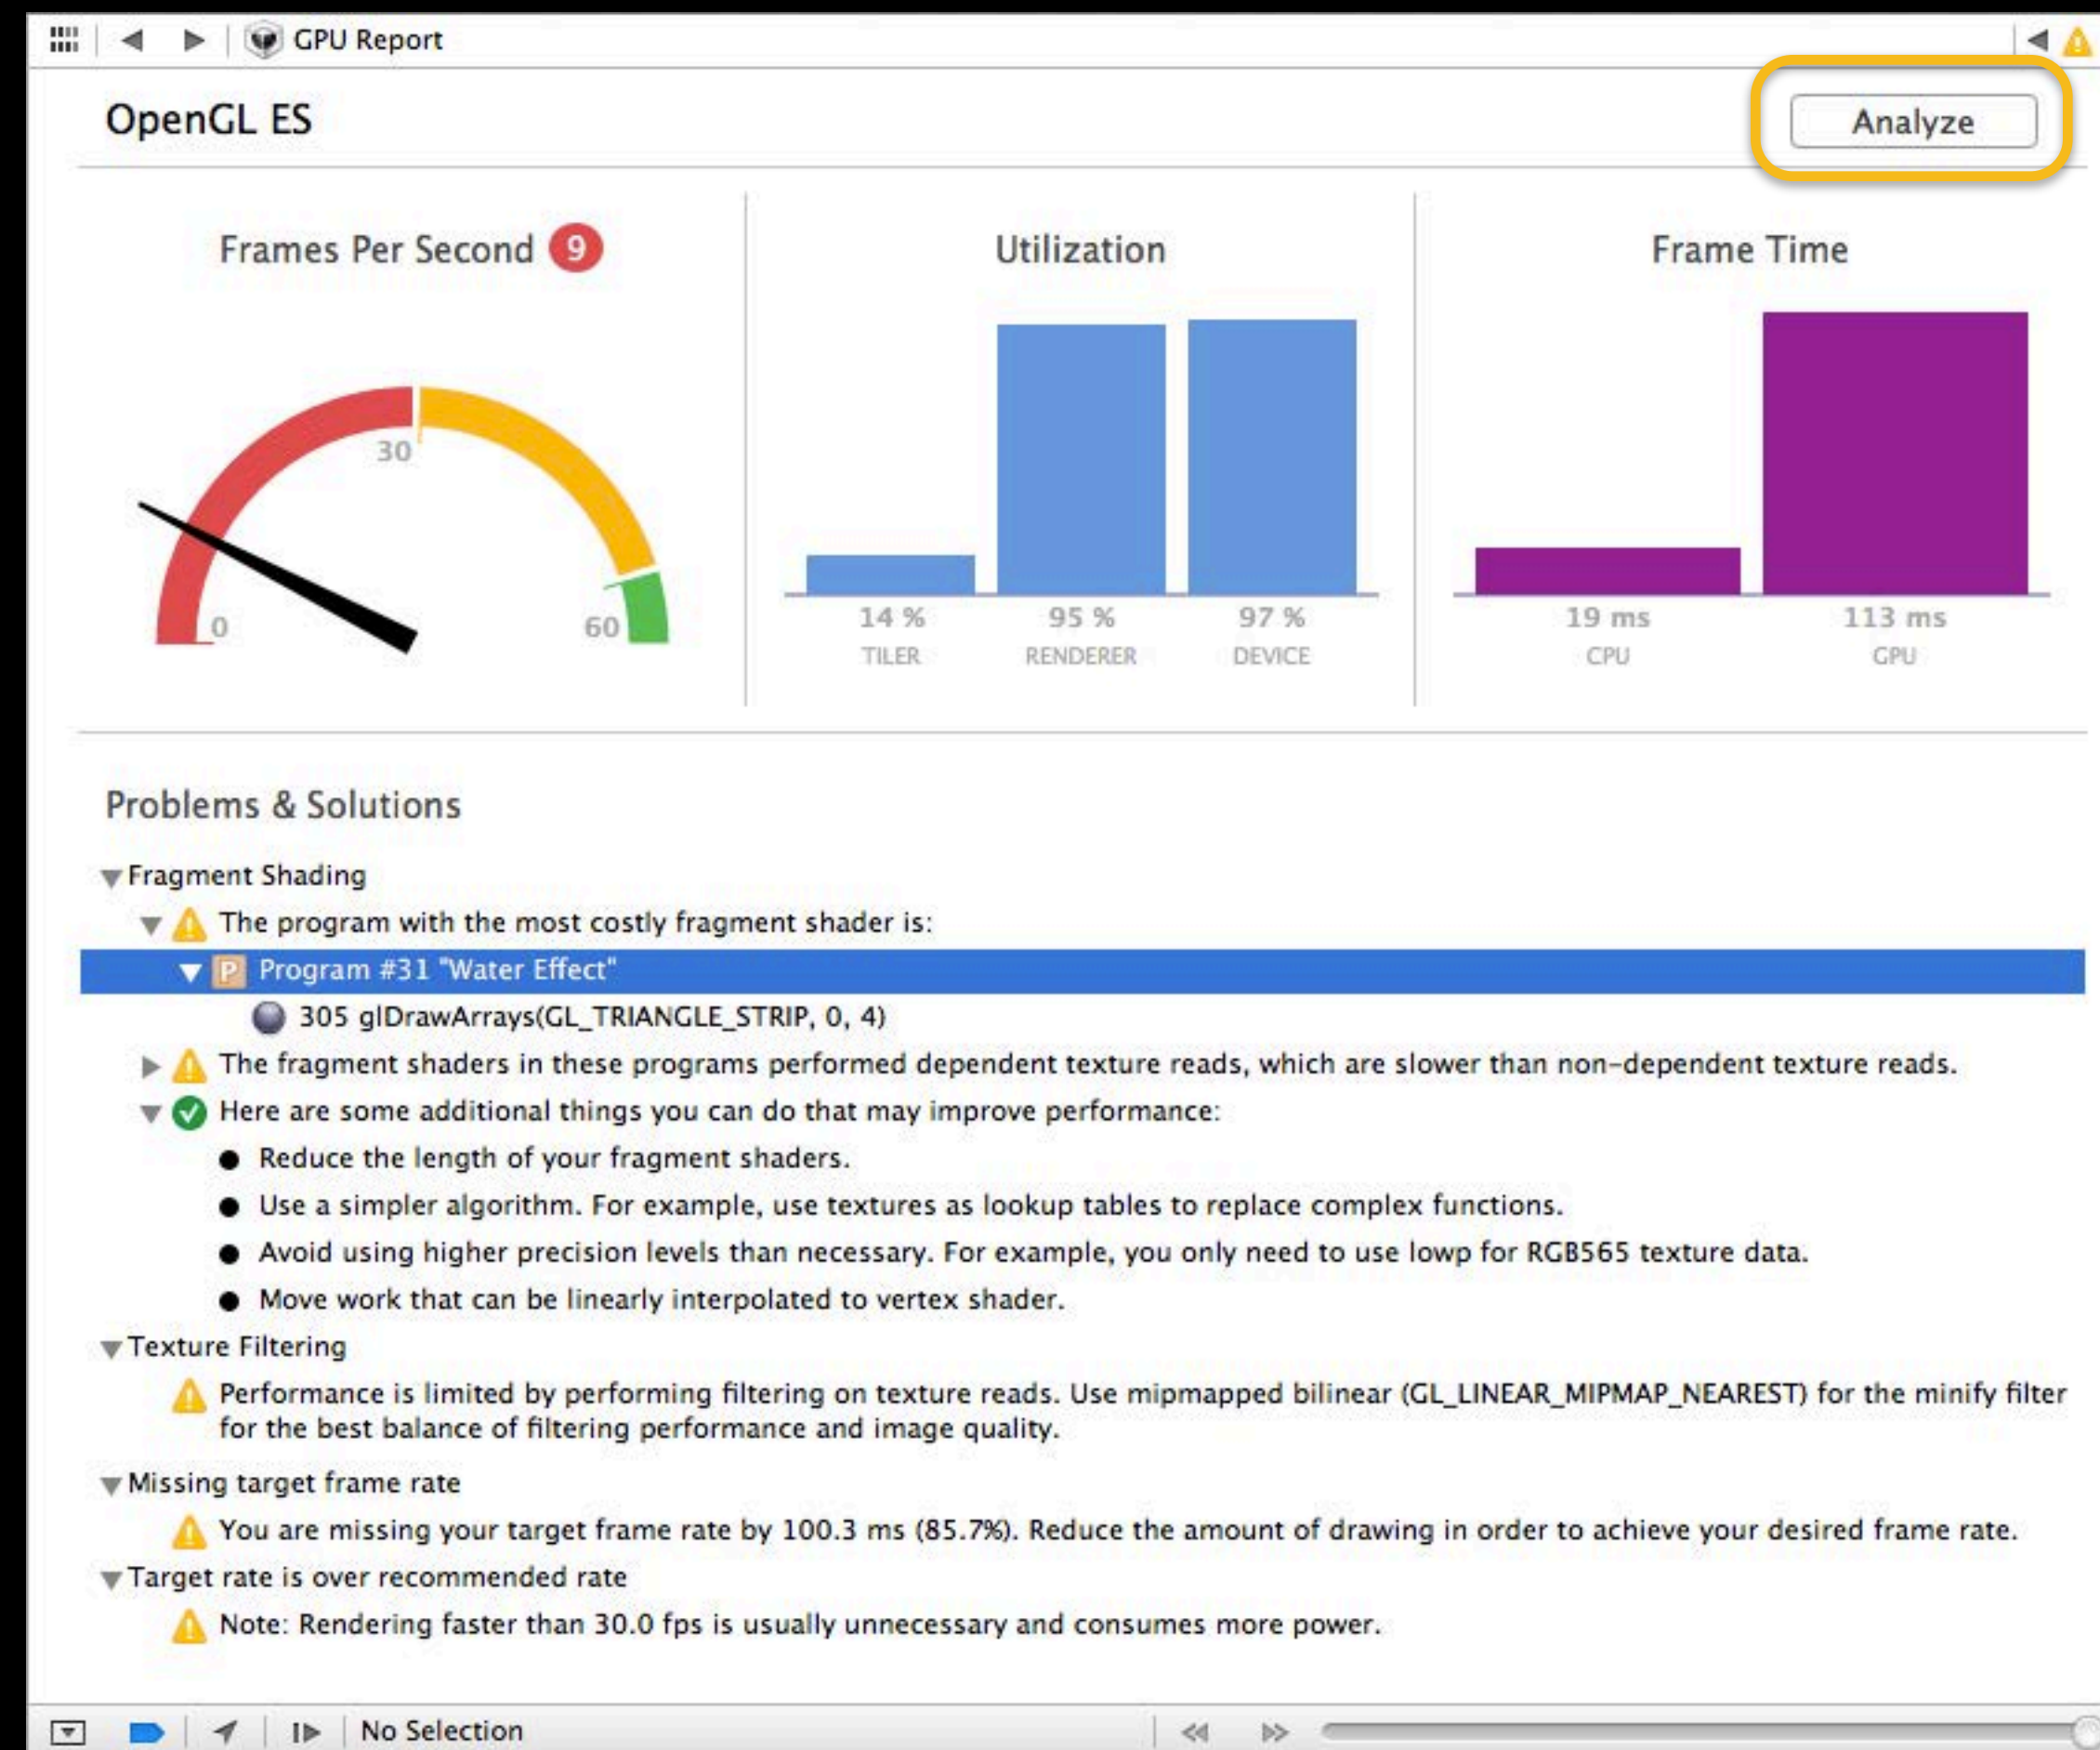 GPU Report
OpenGL ES
Analyze
Frames Per Second 9
30
0
60
Utilization
14 %
95 %
97 %
TILER
RENDERER
DEVICE
Frame Time
19 ms
113 ms
CPU
GPU
Problems & Solutions
Fragment Shading
The program with the most costly fragment shader is:
P Program #31 "Water Effect"
305 glDrawArrays(GL_TRIANGLE_STRIP, 0, 4)
The fragment shaders in these programs performed dependent texture reads, which are slower than non-dependent texture reads.
Here are some additional things you can do that may improve performance:
Reduce the length of your fragment shaders.
Use a simpler algorithm. For example, use textures as lookup tables to replace complex functions.
Avoid using higher precision levels than necessary. For example, you only need to use lowp for RGB565 texture data.
Move work that can be linearly interpolated to vertex shader.
Texture Filtering
Performance is limited by performing filtering on texture reads. Use mipmapped bilinear (GL_LINEAR_MIPMAP_NEAREST) for the minify filter
for the best balance of filtering performance and image quality.
Missing target frame rate
You are missing your target frame rate by 100.3 ms (85.7%). Reduce the amount of drawing in order to achieve your desired frame rate.
Target rate is over recommended rate
Note: Rendering faster than 30.0 fps is usually unnecessary and consumes more power.
No Selection